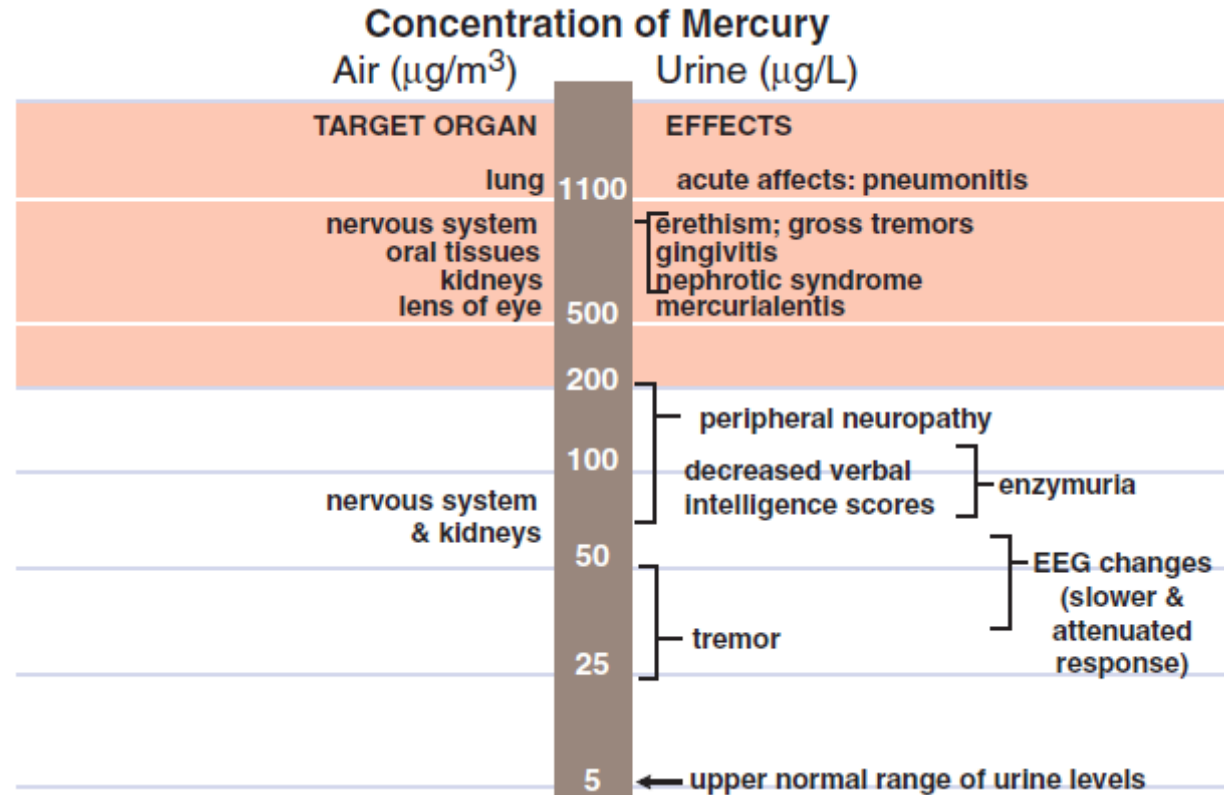 Concentration of Mercury
Air (μg/m³) Urine (μg/L)
TARGET ORGAN EFFECTS
lung 1100 acute affects: pneumonitis
nervous system erethism; gross tremors
oral tissues gingivitis
kidneys nephrotic syndrome
lens of eye 500 mercurialentis
200
peripheral neuropathy
100 decreased verbal
intelligence scores enzymuria
nervous system
& kidneys
50 EEG changes
(slower &
attenuated
response)
tremor
25
5 upper normal range of urine levels